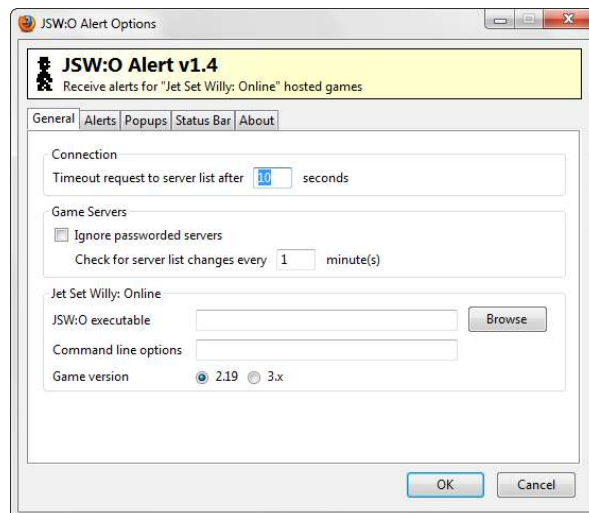 JSW:O Alert Options
JSW:O Alert v1.4
Receive alerts for "Jet Set Willy: Online" hosted games
General Alerts Popups Status Bar About
Connection
Timeout request to server list after 10 seconds
Game Servers
Ignore passworded servers
Check for server list changes every 1 minute(s)
Jet Set Willy: Online
JSW:O executable Browse
Command line options
Game version 2.19 3.x
OK Cancel